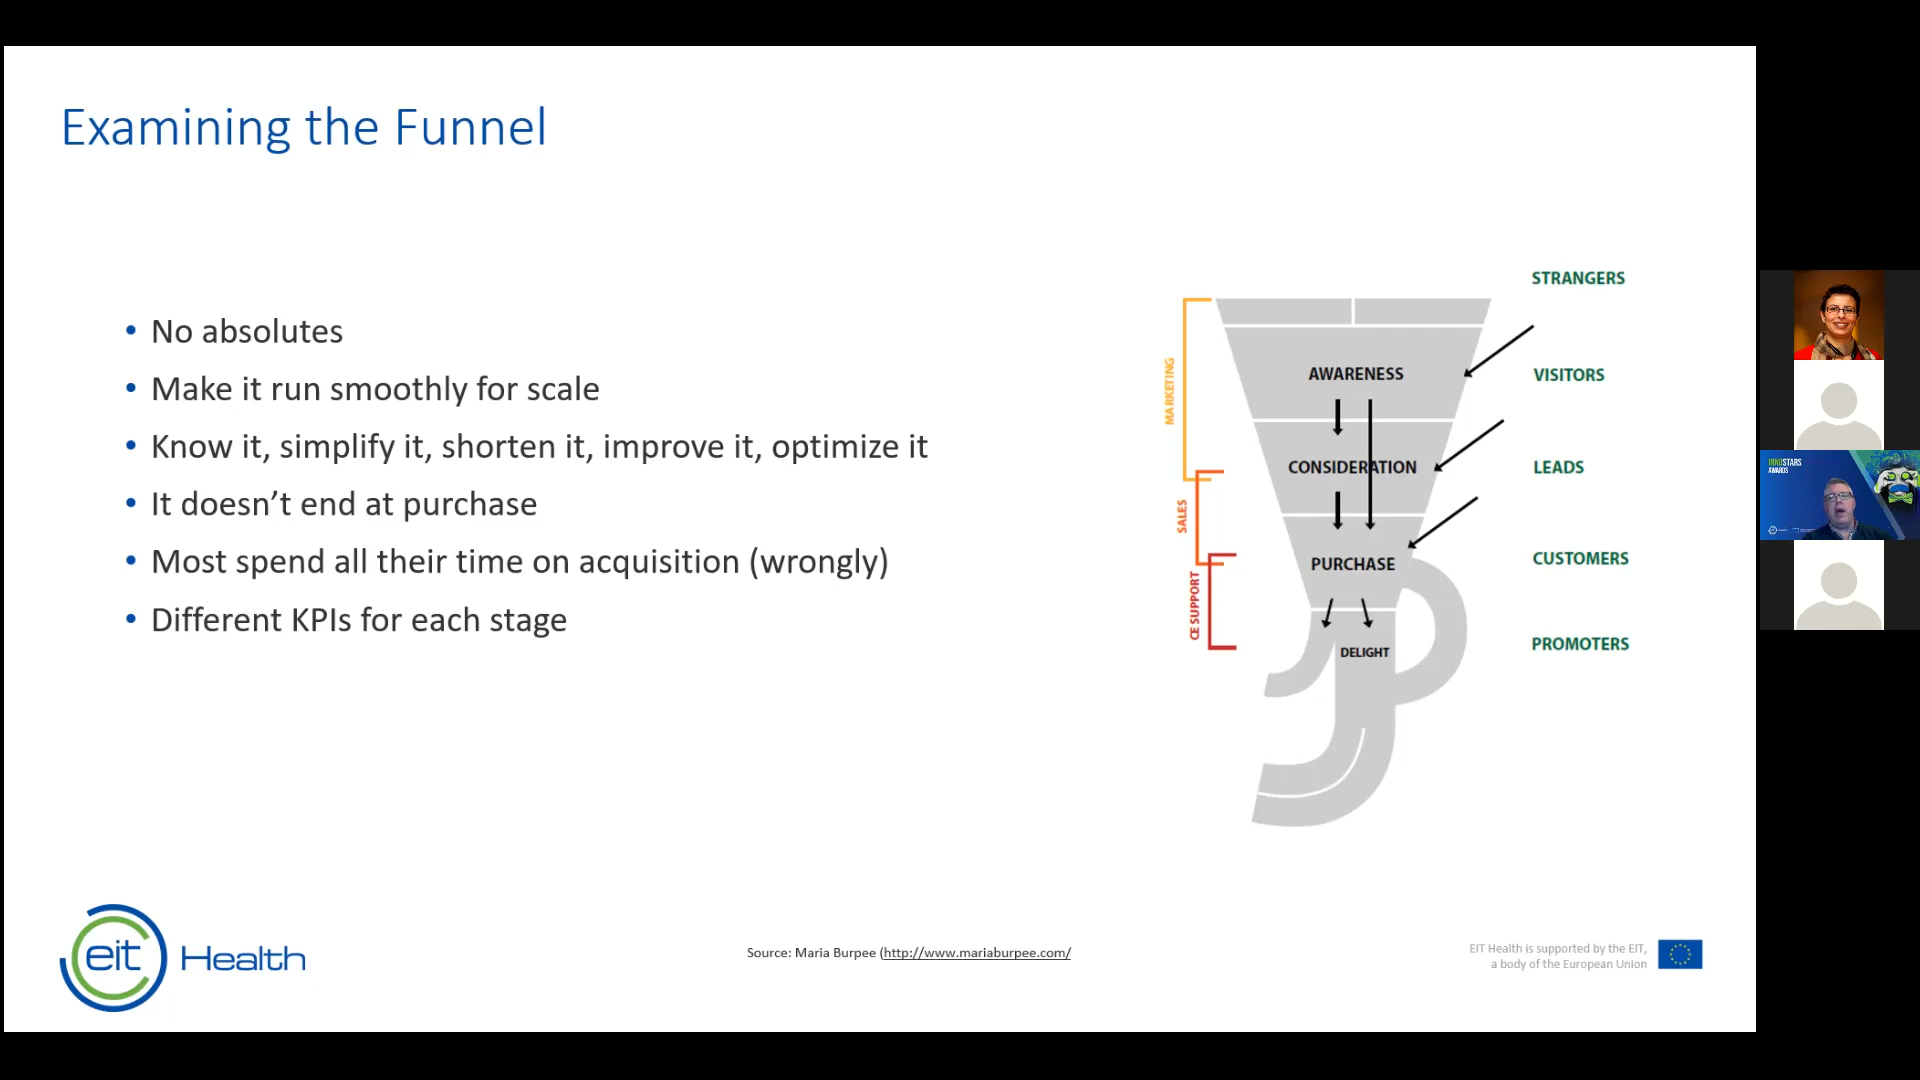 Examining the Funnel
• No absolutes
• Make it run smoothly for scale
• Know it, simplify it, shorten it, improve it, optimize it
• It doesn’t end at purchase
• Most spend all their time on acquisition (wrongly)
• Different KPIs for each stage
MARKETING
SALES
CE SUPPORT
AWARENESS
CONSIDERATION
PURCHASE
DELIGHT
STRANGERS
VISITORS
LEADS
CUSTOMERS
PROMOTERS
INNOSTARS
AWARDS
eit Health
Source: Maria Burpee (http://www.mariaburpee.com/
EIT Health is supported by the EIT,
a body of the European Union